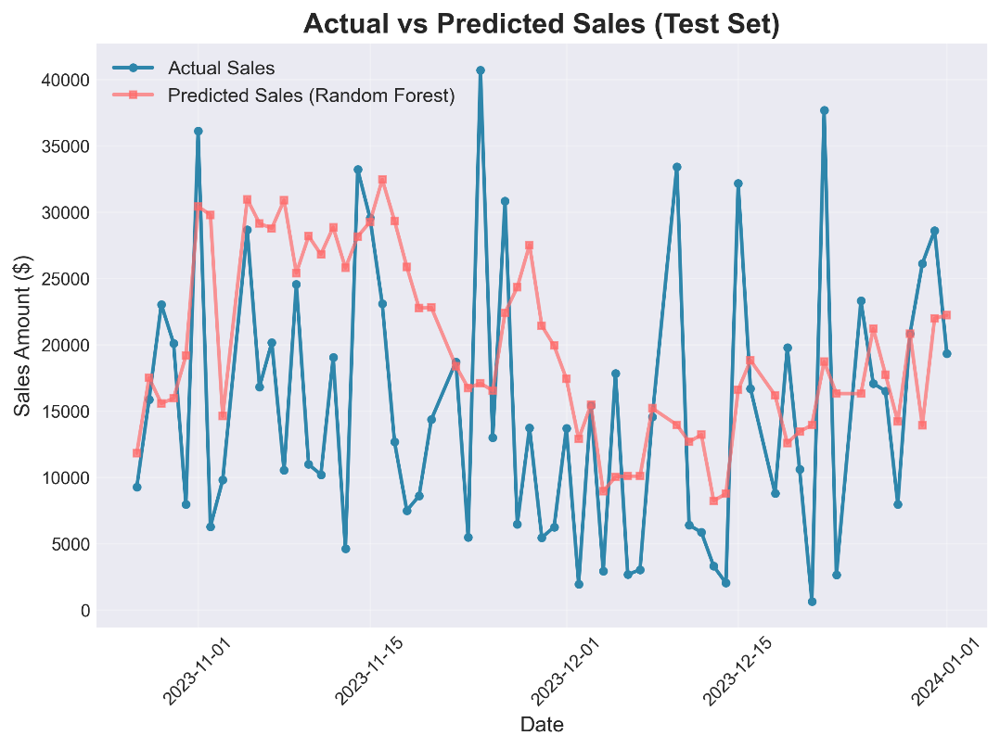 Actual vs Predicted Sales (Test Set)
Actual Sales
Predicted Sales (Random Forest)
Sales Amount ($)
40000
35000
30000
25000
20000
15000
10000
5000
0
2023-11-01
2023-11-15
2023-12-01
2023-12-15
2024-01-01
Date